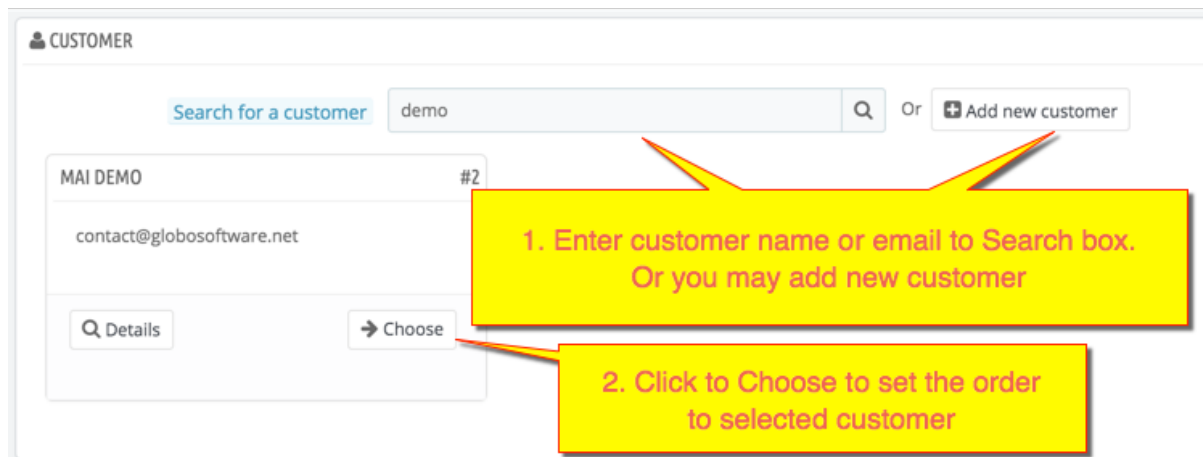 CUSTOMER
Search for a customer demo Or Add new customer
MAI DEMO #2
contact@globosoftware.net
1. Enter customer name or email to Search box.
Or you may add new customer
Details Choose
2. Click to Choose to set the order
to selected customer